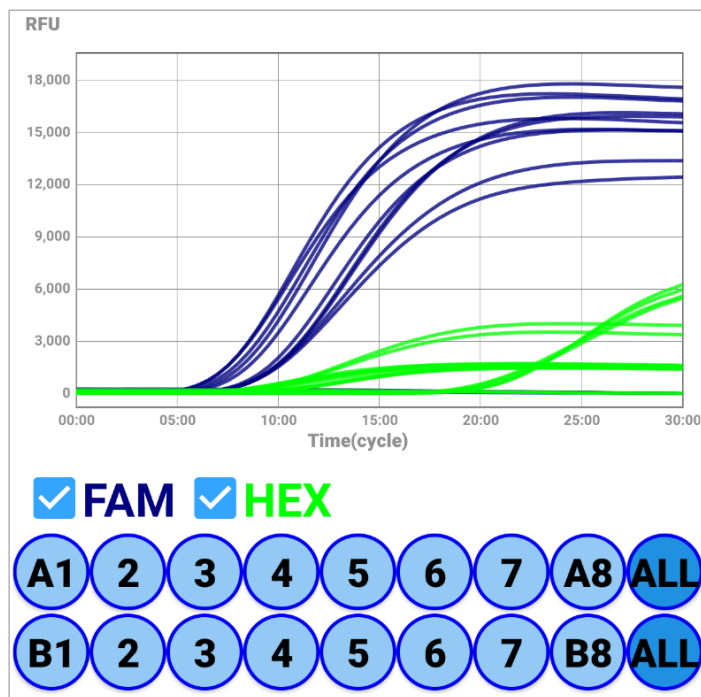 RFU
18,000
15,000
12,000
9,000
6,000
3,000
0
00:00 05:00 10:00 15:00 20:00 25:00 30:00
Time(cycle)
FAM HEX
A1 2 3 4 5 6 7 A8 ALL
B1 2 3 4 5 6 7 B8 ALL